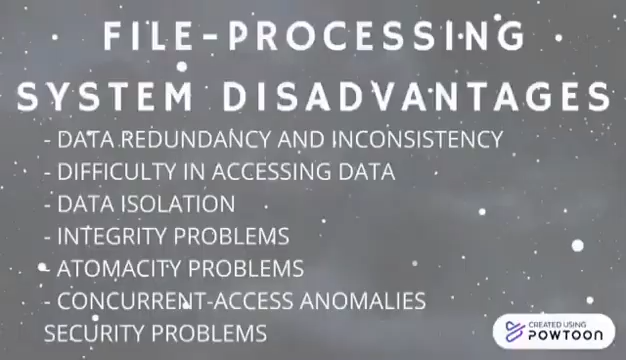 FILE-PROCESSING
SYSTEM DISADVANTAGES
- DATA REDUNDANCY AND INCONSISTENCY
- DIFFICULTY IN ACCESSING DATA
- DATA ISOLATION
- INTEGRITY PROBLEMS
- ATOMACITY PROBLEMS
- CONCURRENT-ACCESS ANOMALIES
SECURITY PROBLEMS
CREATED USING
POWTOON